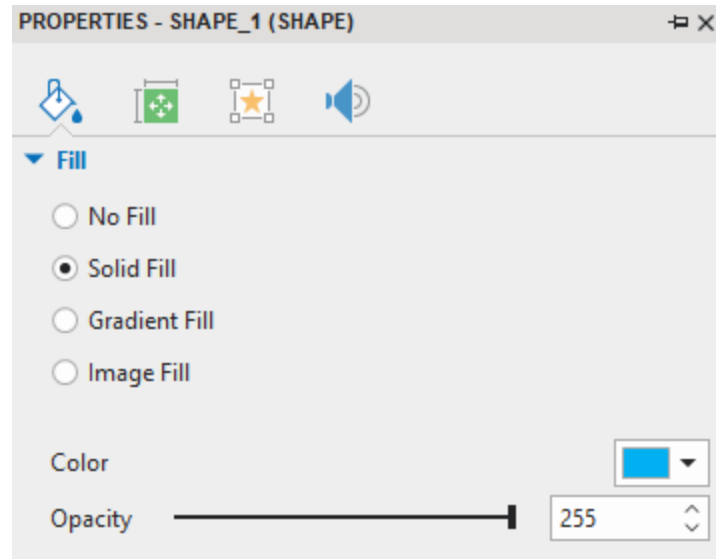 PROPERTIES - SHAPE_1 (SHAPE)
Fill
No Fill
Solid Fill
Gradient Fill
Image Fill
Color
Opacity 255